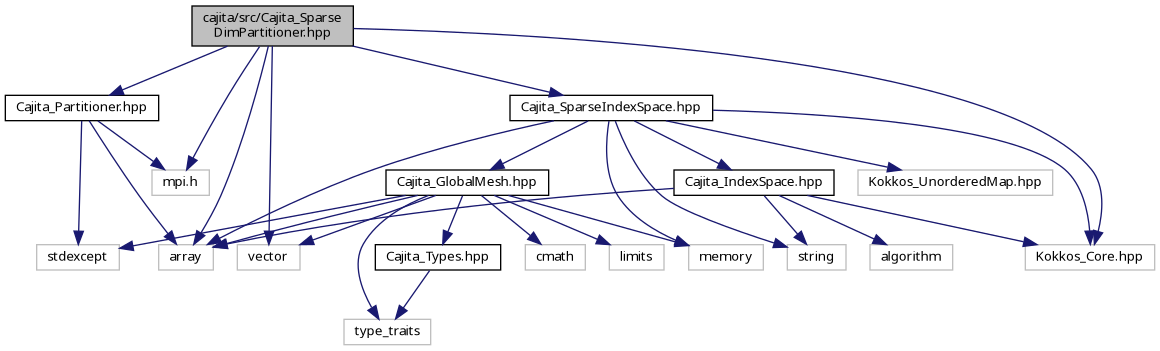 cajita/src/Cajita_Sparse
DimPartitioner.hpp
Cajita_Partitioner.hpp
Cajita_SparseIndexSpace.hpp
mpi.h
Cajita_GlobalMesh.hpp
Cajita_IndexSpace.hpp
Kokkos_UnorderedMap.hpp
stdexcept
array
vector
Cajita_Types.hpp
cmath
limits
memory
string
algorithm
Kokkos_Core.hpp
type_traits